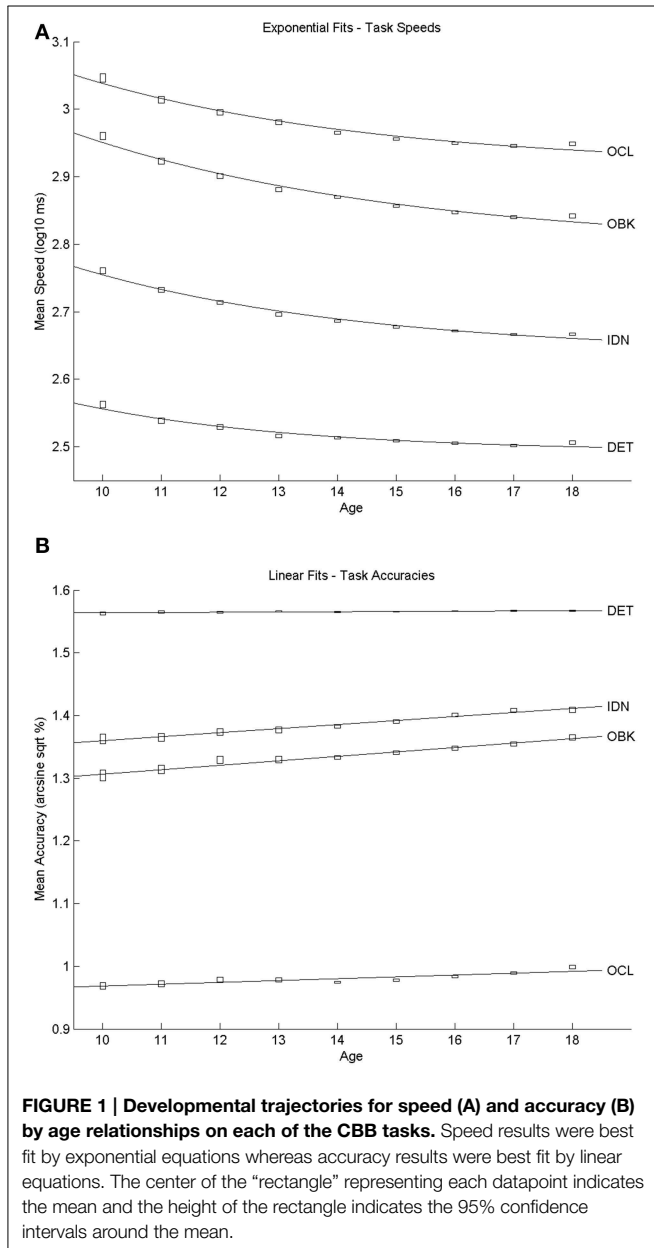 A
Exponential Fits - Task Speeds
3.1
3
2.9
2.8
2.7
2.6
2.5
Mean Speed (log10 ms)
OCL
OBK
IDN
DET
10 11 12 13 14 15 16 17 18
Age
B
Linear Fits - Task Accuracies
1.6
1.5
1.4
1.3
1.2
1.1
1
0.9
Mean Accuracy (arcsine sqrt %)
DET
IDN
OBK
OCL
10 11 12 13 14 15 16 17 18
Age
FIGURE 1 | Developmental trajectories for speed (A) and accuracy (B)
by age relationships on each of the CBB tasks. Speed results were best
fit by exponential equations whereas accuracy results were best fit by linear
equations. The center of the “rectangle” representing each datapoint indicates
the mean and the height of the rectangle indicates the 95% confidence
intervals around the mean.